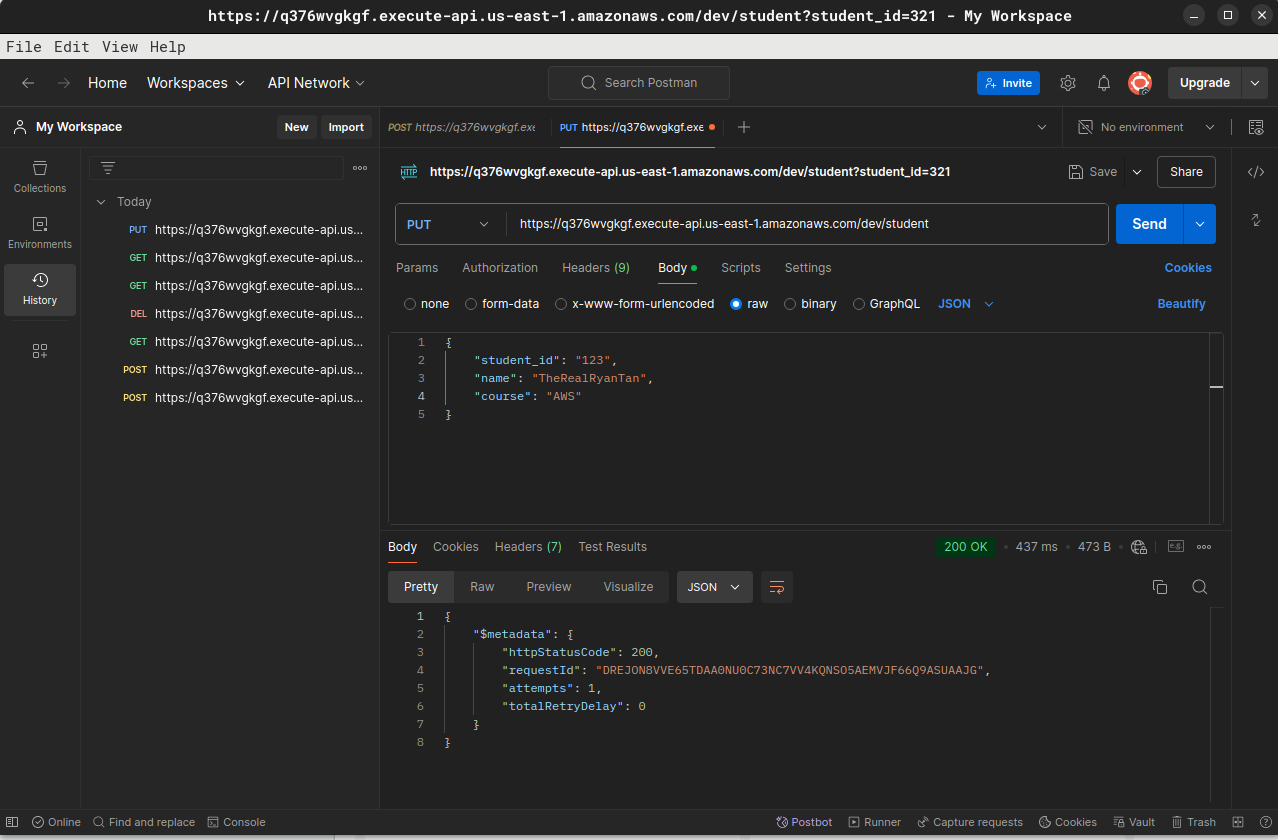 https://q376wvgkgf.execute-api.us-east-1.amazonaws.com/dev/student?student_id=321 - My Workspace
File Edit View Help
Home Workspaces API Network Search Postman Invite Upgrade
My Workspace New Import POST https://q376wvgkgf.exe PUT https://q376wvgkgf.exe No environment
Collections
Environments
History
Today
PUT https://q376wvgkgf.execute-api.us...
GET https://q376wvgkgf.execute-api.us...
GET https://q376wvgkgf.execute-api.us...
DEL https://q376wvgkgf.execute-api.us...
GET https://q376wvgkgf.execute-api.us...
POST https://q376wvgkgf.execute-api.us...
POST https://q376wvgkgf.execute-api.us...
HTTP https://q376wvgkgf.execute-api.us-east-1.amazonaws.com/dev/student?student_id=321 Save Share
PUT https://q376wvgkgf.execute-api.us-east-1.amazonaws.com/dev/student Send
Params Authorization Headers (9) Body Scripts Settings Cookies
none form-data x-www-form-urlencoded raw binary GraphQL JSON Beautify
1 {
2 "student_id": "123",
3 "name": "TheRealRyanTan",
4 "course": "AWS"
5 }
Body Cookies Headers (7) Test Results 200 OK 437 ms 473 B e.g.
Pretty Raw Preview Visualize JSON
1 {
2 "$metadata": {
3 "httpStatusCode": 200,
4 "requestId": "DREJON8VVE65TDAA0NU0C73NC7VV4KQNSO5AEMVJF66Q9ASUAAJG",
5 "attempts": 1,
6 "totalRetryDelay": 0
7 }
8 }
Online Find and replace Console Postbot Runner Capture requests Cookies Vault Trash